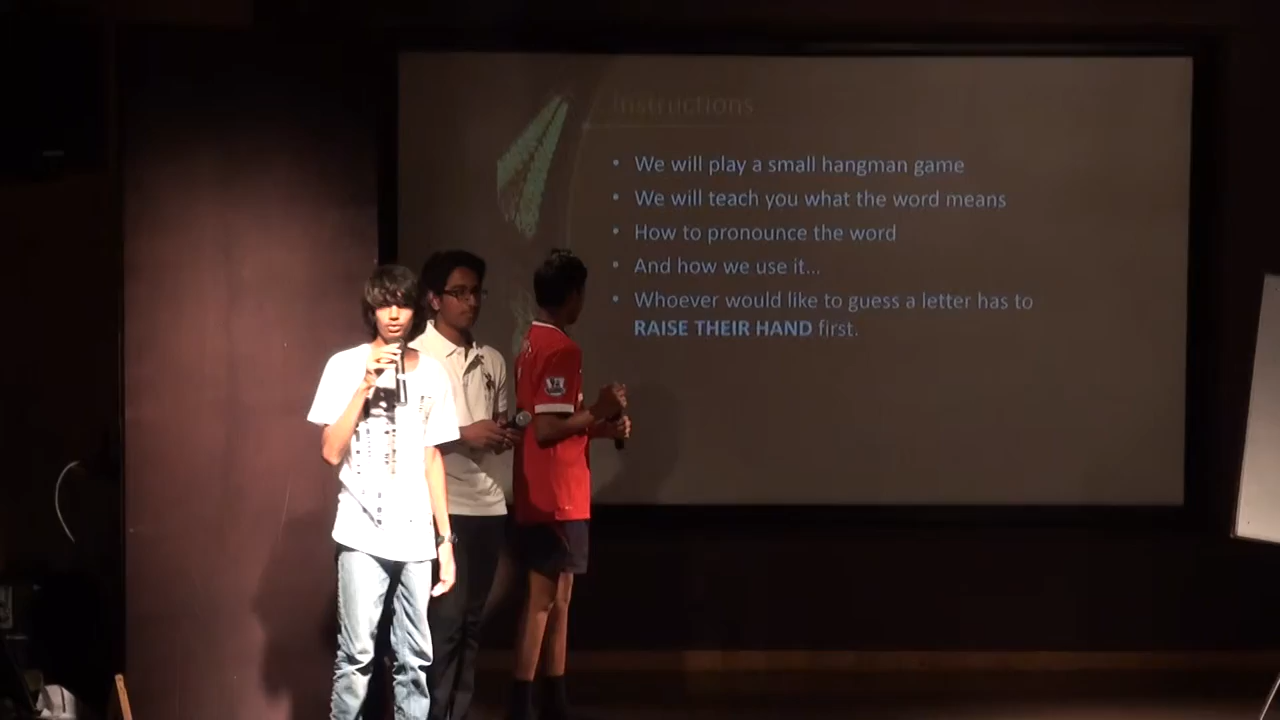 Instructions
• We will play a small hangman game
• We will teach you what the word means
• How to pronounce the word
• And how we use it...
• Whoever would like to guess a letter has to
RAISE THEIR HAND first.